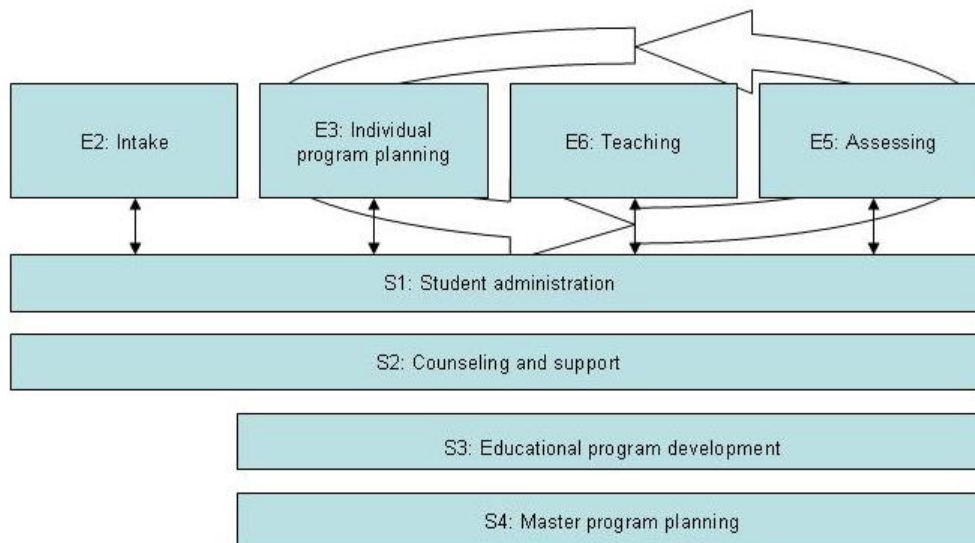 E2: Intake
E3: Individual
program planning
E6: Teaching
E5: Assessing
S1: Student administration
S2: Counseling and support
S3: Educational program development
S4: Master program planning